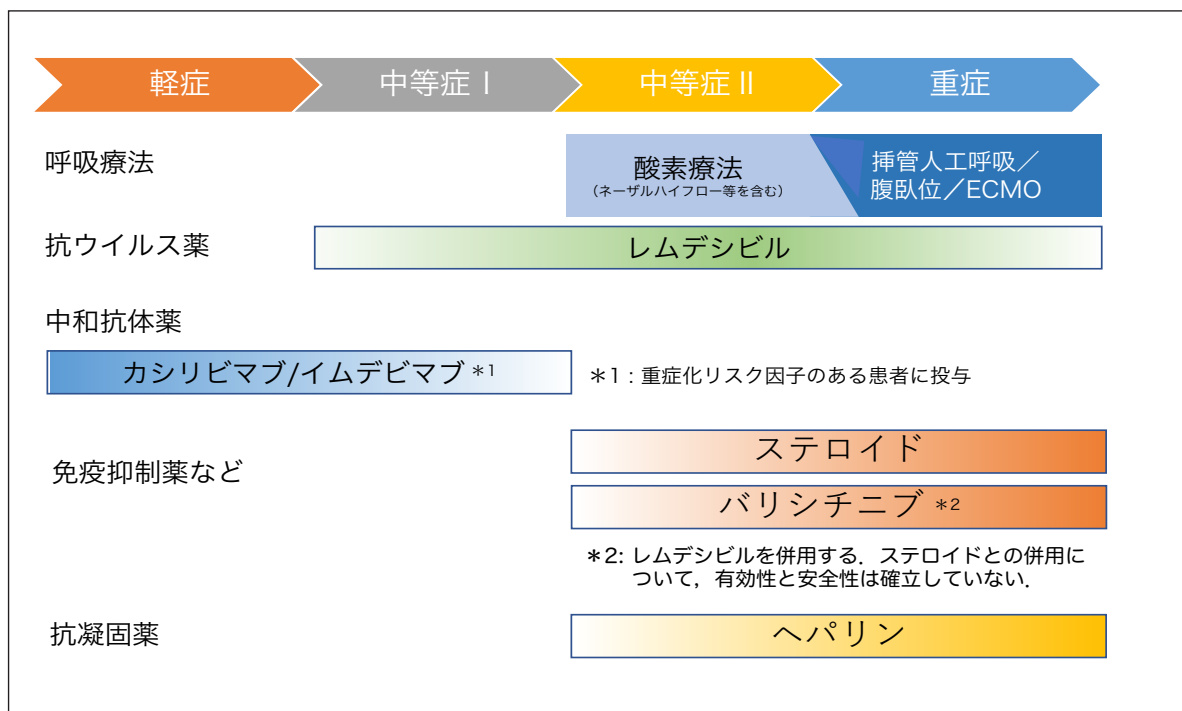 軽症
中等症Ⅰ
中等症Ⅱ
重症
呼吸療法
酸素療法
（ネーザルハイフロー等を含む）
挿管人工呼吸／
腹臥位／ECMO
抗ウイルス薬
レムデシビル
中和抗体薬
カシリビマブ/イムデビマブ＊1
＊1：重症化リスク因子のある患者に投与
免疫抑制薬など
ステロイド
バリシチニブ＊2
＊2: レムデシビルを併用する．ステロイドとの併用に
ついて，有効性と安全性は確立していない．
抗凝固薬
ヘパリン